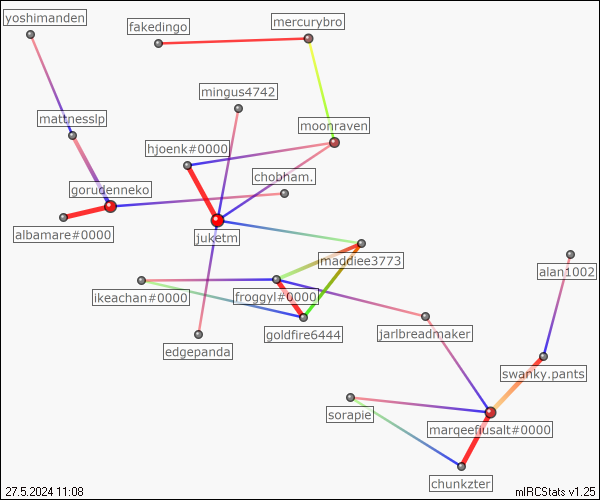 yoshimanden
mercurybro
fakedingo
mingus4742
mattnesslp
moonraven
hjoenk#0000
chobham.
gorudenneko
albamare#0000
juketm
maddiee3773
alan1002
ikeachan#0000
froggyl#0000
goldfire6444
jarlbreadmaker
edgepanda
swanky.pants
sorapie
marqeefiusalt#0000
chunkzter
27.5.2024 11:08
mIRCStats v1.25